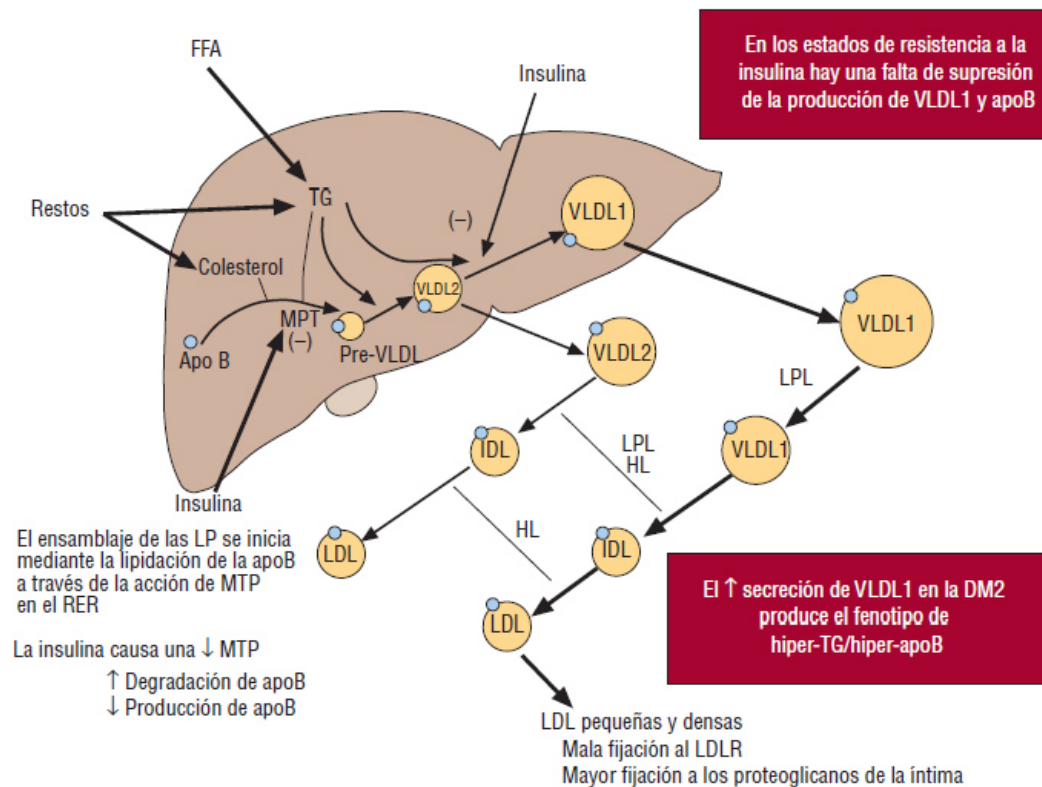 FFA
Insulina
En los estados de resistencia a la
insulina hay una falta de supresión
de la producción de VLDL1 y apoB
Restos
TG
(–)
VLDL1
Colesterol
VLDL2
MPT
(–)
Apo B
Pre-VLDL
VLDL2
VLDL1
LPL
IDL
LPL
HL
VLDL1
Insulina
HL
LDL
IDL
LDL
El ensamblaje de las LP se inicia
mediante la lipidación de la apoB
a través de la acción de MTP
en el RER
La insulina causa una ↓ MTP
↑ Degradación de apoB
↓ Producción de apoB
El ↑ secreción de VLDL1 en la DM2
produce el fenotipo de
hiper-TG/hiper-apoB
LDL pequeñas y densas
Mala fijación al LDLR
Mayor fijación a los proteoglicanos de la íntima